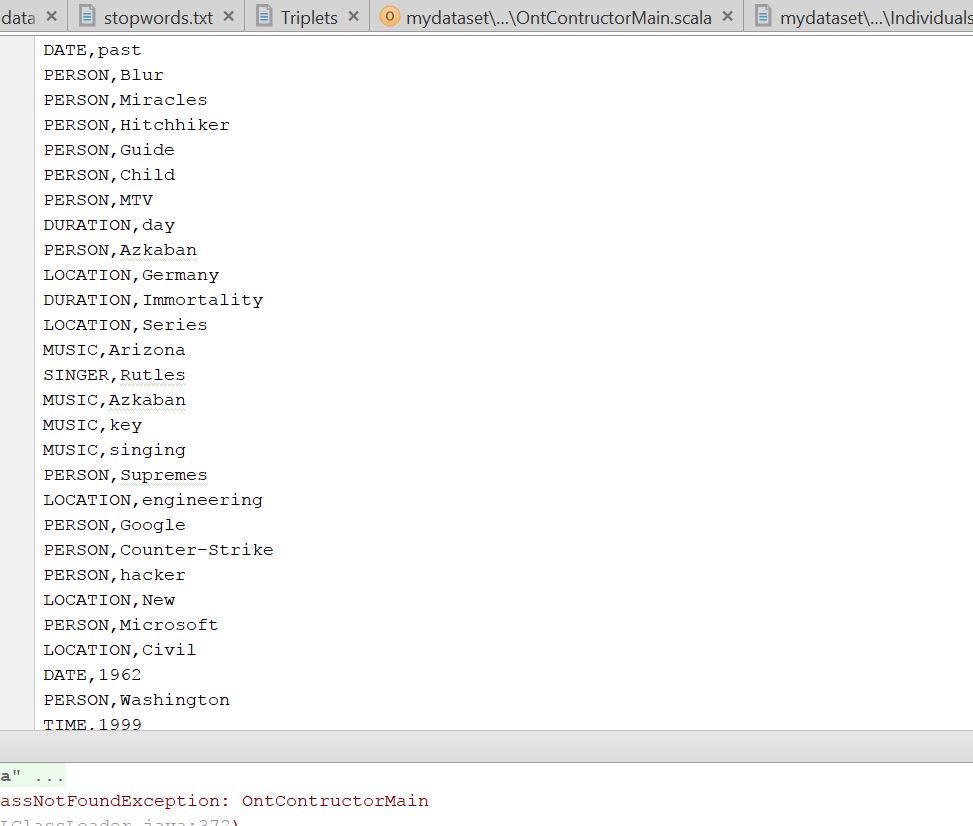 data stopwords.txt Triplets mydataset\...\OntContructorMain.scala mydataset\...\Individuals
DATE,past
PERSON,Blur
PERSON,Miracles
PERSON,Hitchhiker
PERSON,Guide
PERSON,Child
PERSON,MTV
DURATION,day
PERSON,Azkaban
LOCATION,Germany
DURATION,Immortality
LOCATION,Series
MUSIC,Arizona
SINGER,Rutles
MUSIC,Azkaban
MUSIC,key
MUSIC,singing
PERSON,Supremes
LOCATION,engineering
PERSON,Google
PERSON,Counter-Strike
PERSON,hacker
LOCATION,New
PERSON,Microsoft
LOCATION,Civil
DATE,1962
PERSON,Washington
TIME,1999
a" ...
assNotFoundException: OntContructorMain
LClassLoader.java:372)